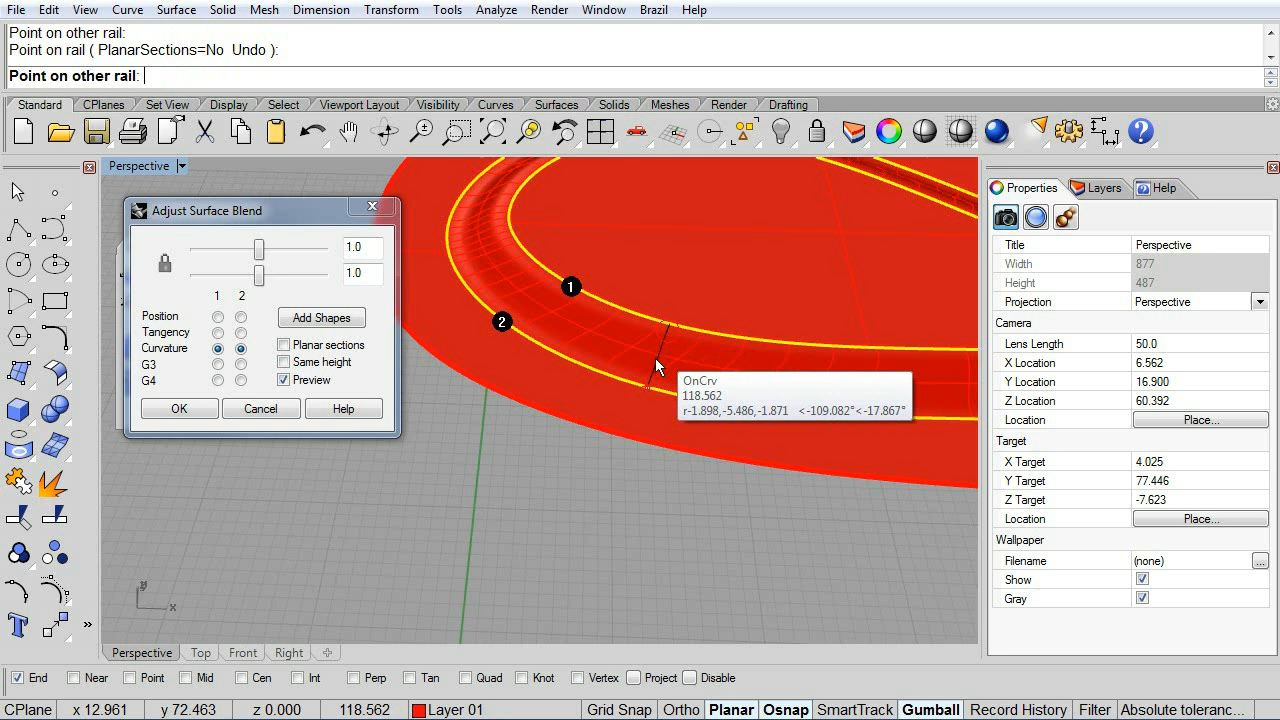 File Edit View Curve Surface Solid Mesh Dimension Transform Tools Analyze Render Window Brazil Help
Point on other rail:
Point on rail ( PlanarSections=No Undo ):
Point on other rail:
Standard CPlanes Set View Display Select Viewport Layout Visibility Curves Surfaces Solids Meshes Render Drafting
Perspective
Adjust Surface Blend
1.0
1.0
1 2
Position
Tangency
Curvature
G3
G4
Add Shapes
Planar sections
Same height
Preview
OK Cancel Help
1
2
OnCrv
118.562
r-1.898,-5.486,-1.871 <-109.082°<-17.867°
y
x
Properties Layers Help
Title Perspective
Width 877
Height 487
Projection Perspective
Camera
Lens Length 50.0
X Location 6.562
Y Location 16.900
Z Location 60.392
Location Place...
Target
X Target 4.025
Y Target 77.446
Z Target -7.623
Location Place...
Wallpaper
Filename (none) ...
Show
Gray
T »
Perspective Top Front Right
End Near Point Mid Cen Int Perp Tan Quad Knot Vertex Project Disable
CPlane x 12.961 y 72.463 z 0.000 118.562 Layer 01 Grid Snap Ortho Planar Osnap SmartTrack Gumball Record History Filter Absolute toleranc...